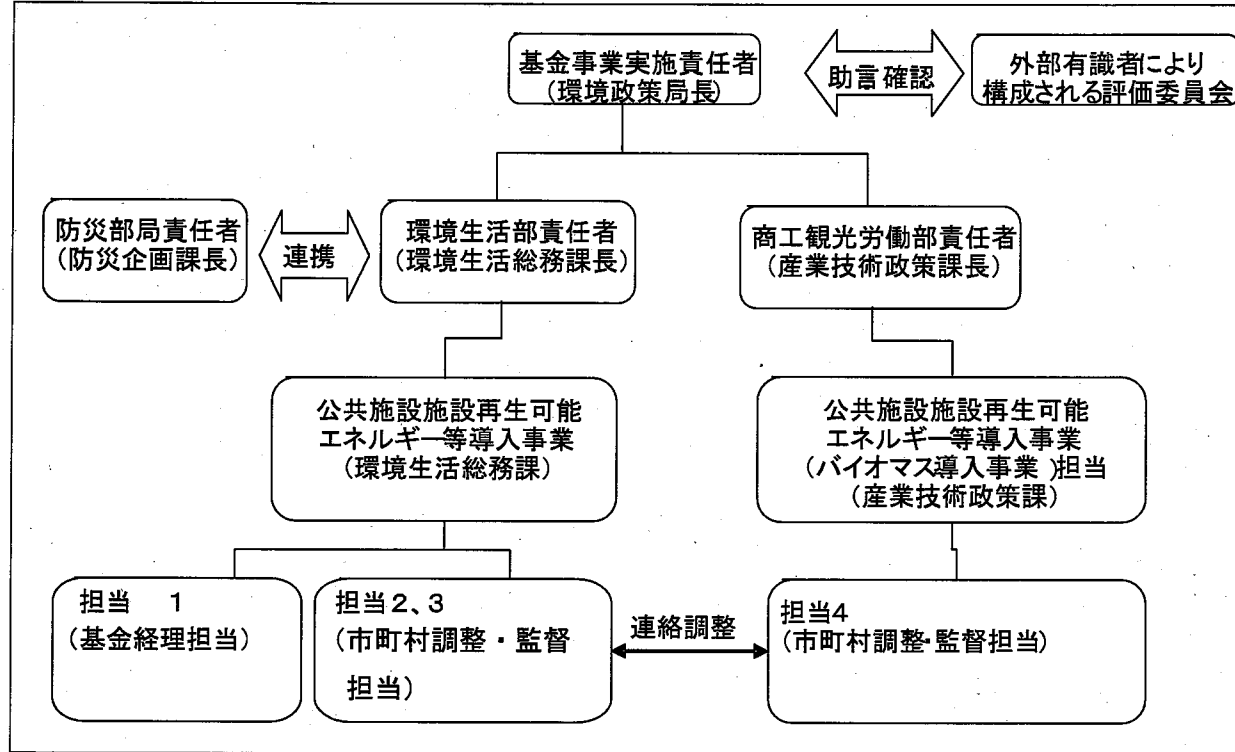 基金事業実施責任者
(環境政策局長)
助言確認
外部有識者により
構成される評価委員会
防災部局責任者
(防災企画課長)
連携
環境生活部責任者
(環境生活総務課長)
商工観光労働部責任者
(産業技術政策課長)
公共施設施設再生可能
エネルギー等導入事業
(環境生活総務課)
公共施設施設再生可能
エネルギー等導入事業
(バイオマス導入事業)担当
(産業技術政策課)
担当 1
(基金経理担当)
担当2、3
(市町村調整・監督
担当)
連絡調整
担当4
(市町村調整・監督担当)